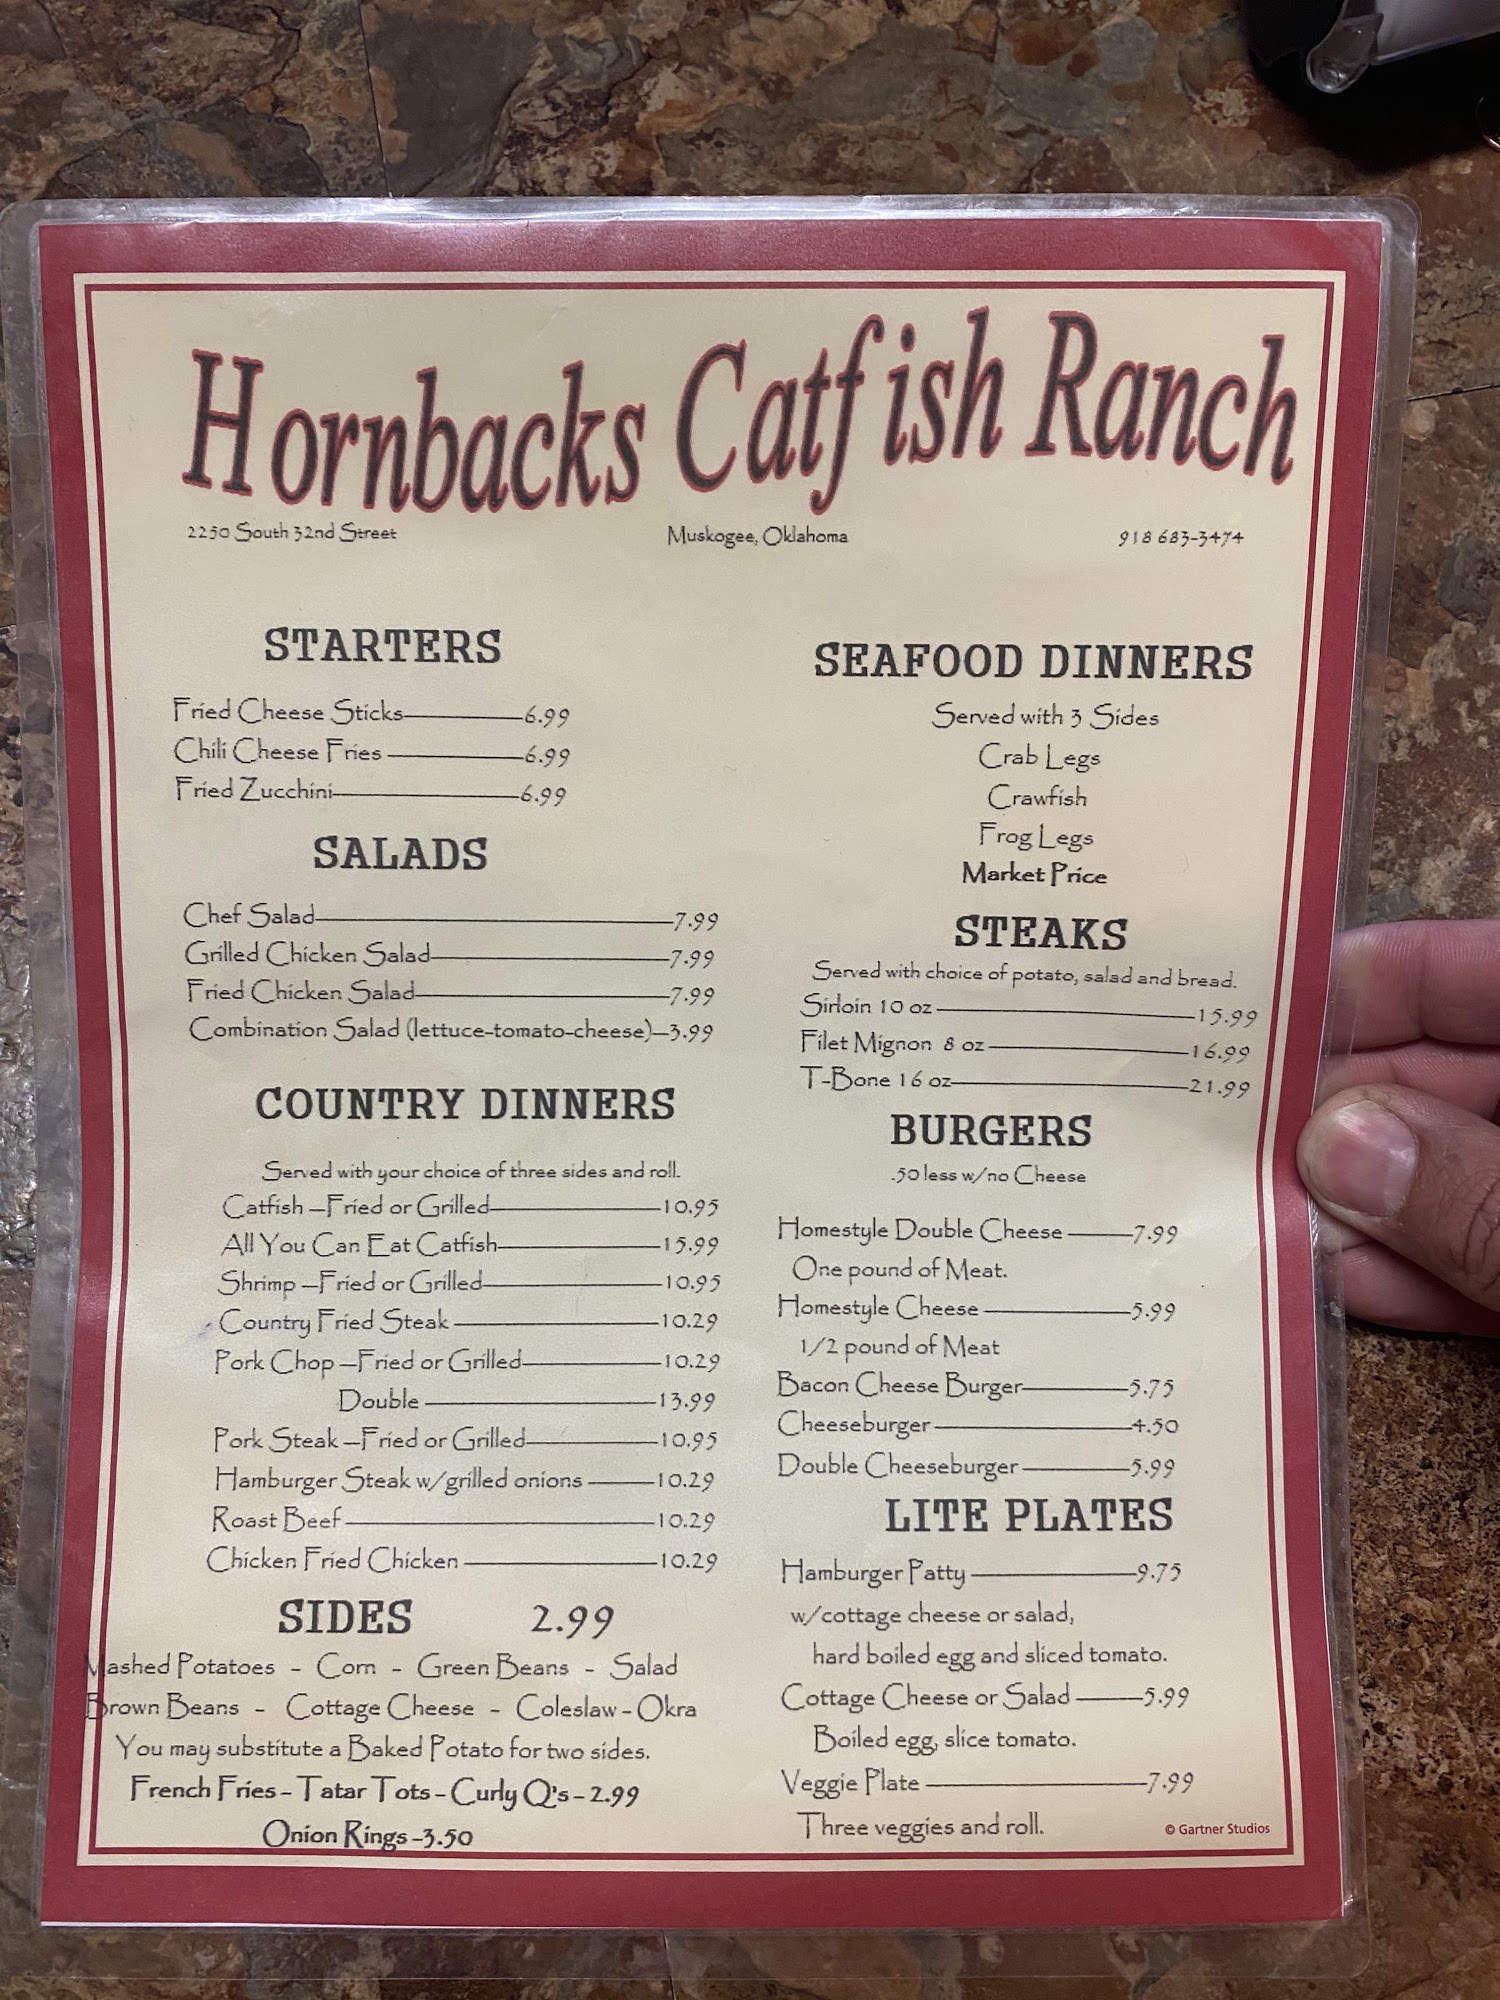 Hornbacks Catfish Ranch
2250 South 32nd Street Muskogee, Oklahoma 918 683-3474
STARTERS
Fried Cheese Sticks 6.99
Chili Cheese Fries 6.99
Fried Zucchini 6.99
SALADS
Chef Salad 7.99
Grilled Chicken Salad 7.99
Fried Chicken Salad 7.99
Combination Salad (lettuce-tomato-cheese) 3.99
COUNTRY DINNERS
Served with your choice of three sides and roll.
Catfish –Fried or Grilled 10.95
All You Can Eat Catfish 15.99
Shrimp –Fried or Grilled 10.95
Country Fried Steak 10.29
Pork Chop –Fried or Grilled 10.29
Double 13.99
Pork Steak –Fried or Grilled 10.95
Hamburger Steak w/grilled onions 10.29
Roast Beef 10.29
Chicken Fried Chicken 10.29
SIDES 2.99
Mashed Potatoes - Corn - Green Beans - Salad
Brown Beans - Cottage Cheese - Coleslaw - Okra
You may substitute a Baked Potato for two sides.
French Fries - Tatar Tots - Curly Q's - 2.99
Onion Rings -3.50
SEAFOOD DINNERS
Served with 3 Sides
Crab Legs
Crawfish
Frog Legs
Market Price
STEAKS
Served with choice of potato, salad and bread.
Sirloin 10 oz 15.99
Filet Mignon 8 oz 16.99
T-Bone 16 oz 21.99
BURGERS
.50 less w/no Cheese
Homestyle Double Cheese 7.99
One pound of Meat.
Homestyle Cheese 5.99
1/2 pound of Meat
Bacon Cheese Burger 5.75
Cheeseburger 4.50
Double Cheeseburger 5.99
LITE PLATES
Hamburger Patty 9.75
w/cottage cheese or salad,
hard boiled egg and sliced tomato.
Cottage Cheese or Salad 5.99
Boiled egg, slice tomato.
Veggie Plate 7.99
Three veggies and roll.
© Gartner Studios